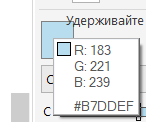 Удерживайте
R: 183
G: 221
B: 239
#B7DDEF
С
С